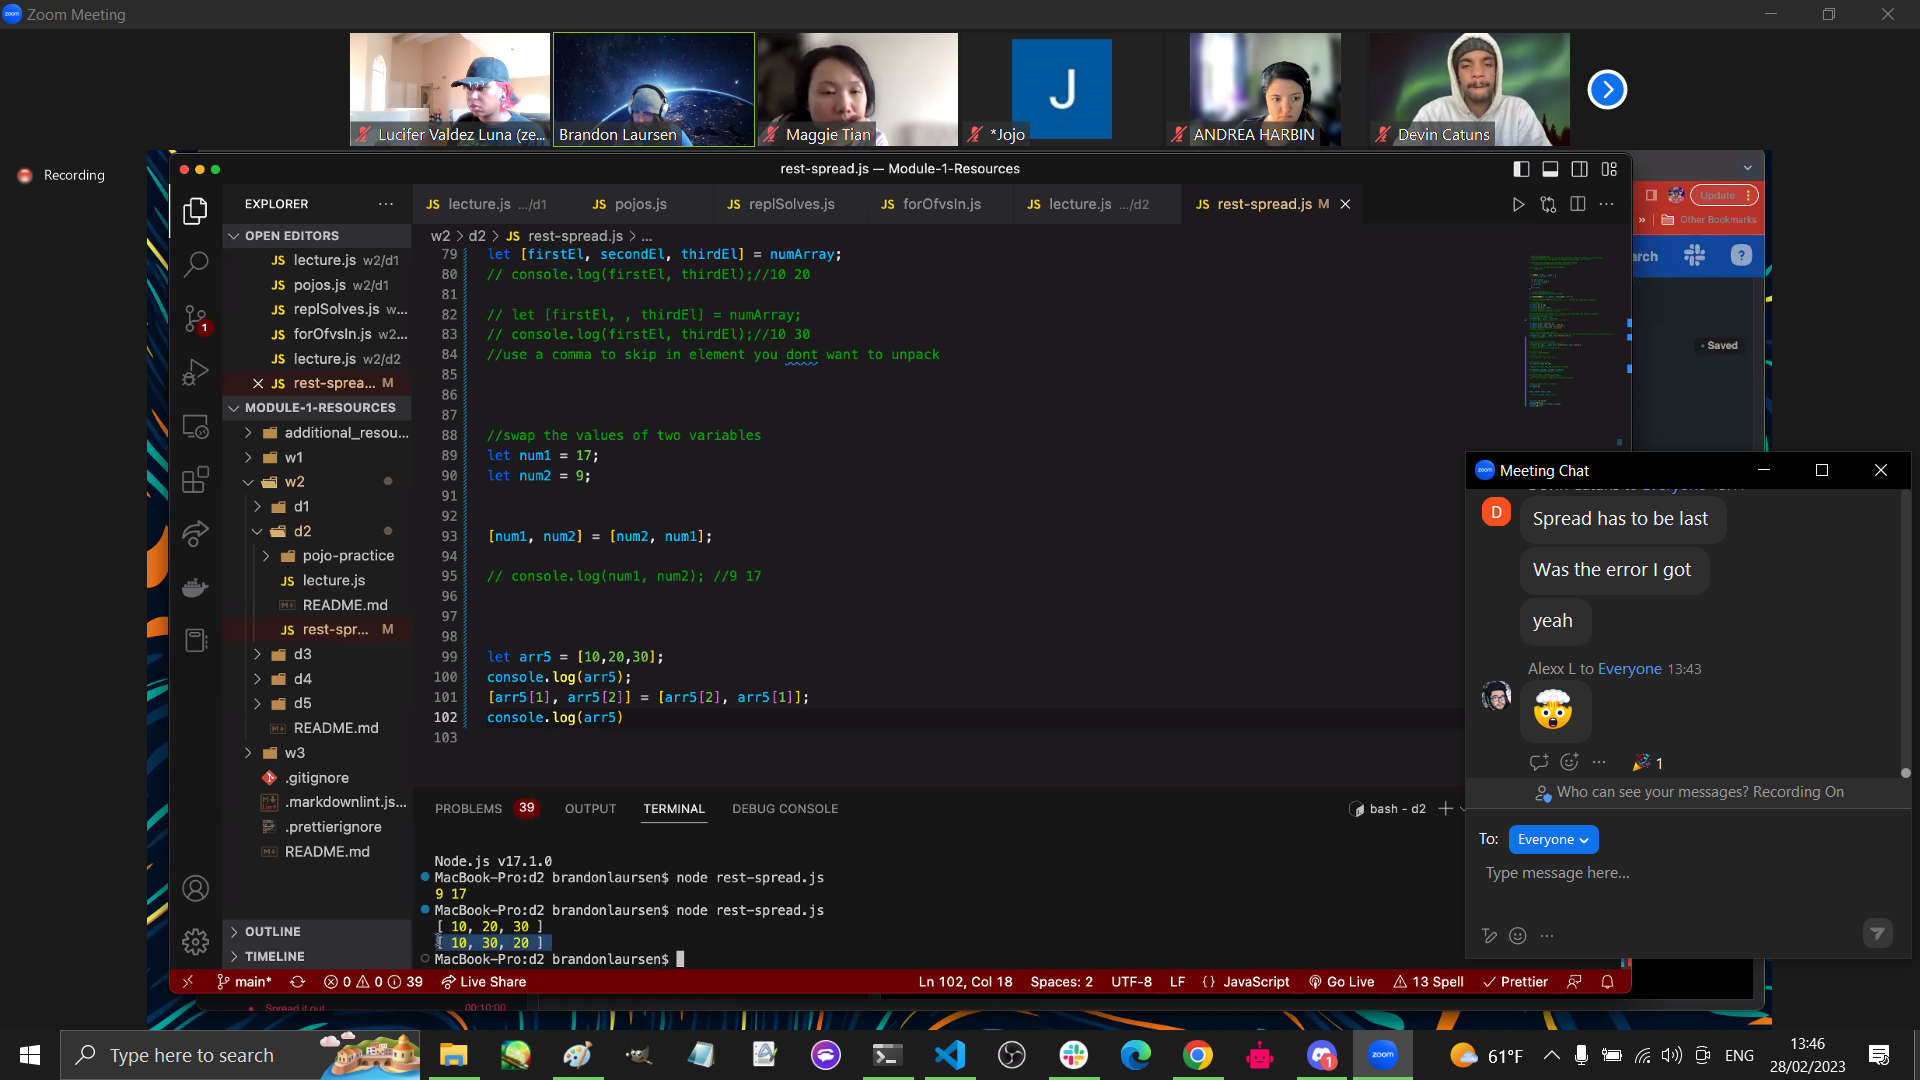 Zoom Meeting
Lucifer Valdez Luna (ze...
Brandon Laursen
Maggie Tian
J
*Jojo
ANDREA HARBIN
Devin Catuns
Recording
rest-spread.js — Module-1-Resources
EXPLORER
lecture.js .../d1
pojos.js
replSolves.js
forOfvsIn.js
lecture.js .../d2
rest-spread.js M
w2 > d2 > JS rest-spread.js > ...
OPEN EDITORS
JS lecture.js w2/d1
JS pojos.js w2/d1
JS replSolves.js w...
JS forOfvsIn.js w2...
JS lecture.js w2/d2
JS rest-sprea... M
MODULE-1-RESOURCES
additional_resou...
w1
w2
d1
d2
pojo-practice
JS lecture.js
README.md
JS rest-spr... M
d3
d4
d5
README.md
w3
.gitignore
.markdownlint.js...
.prettierignore
README.md
OUTLINE
TIMELINE
79 let [firstEl, secondEl, thirdEl] = numArray;
80 // console.log(firstEl, thirdEl);//10 20
81
82 // let [firstEl, , thirdEl] = numArray;
83 // console.log(firstEl, thirdEl);//10 30
84 //use a comma to skip in element you dont want to unpack
85
86
87
88 //swap the values of two variables
89 let num1 = 17;
90 let num2 = 9;
91
92
93 [num1, num2] = [num2, num1];
94
95 // console.log(num1, num2); //9 17
96
97
98
99 let arr5 = [10,20,30];
100 console.log(arr5);
101 [arr5[1], arr5[2]] = [arr5[2], arr5[1]];
102 console.log(arr5)
103
PROBLEMS 39 OUTPUT TERMINAL DEBUG CONSOLE
bash - d2
Node.js v17.1.0
MacBook-Pro:d2 brandonlaursen$ node rest-spread.js
9 17
MacBook-Pro:d2 brandonlaursen$ node rest-spread.js
[ 10, 20, 30 ]
[ 10, 30, 20 ]
MacBook-Pro:d2 brandonlaursen$
main* 0 0 39 Live Share
Ln 102, Col 18 Spaces: 2 UTF-8 LF {} JavaScript Go Live 13 Spell Prettier
Spread it out 00:10:00
Update
» Other Bookmarks
arch
Saved
zoom Meeting Chat
D
Spread has to be last
Was the error I got
yeah
Alexx L to Everyone 13:43
1
Who can see your messages? Recording On
To: Everyone
Type message here...
Type here to search
1
zoom
61°F
ENG
13:46
28/02/2023